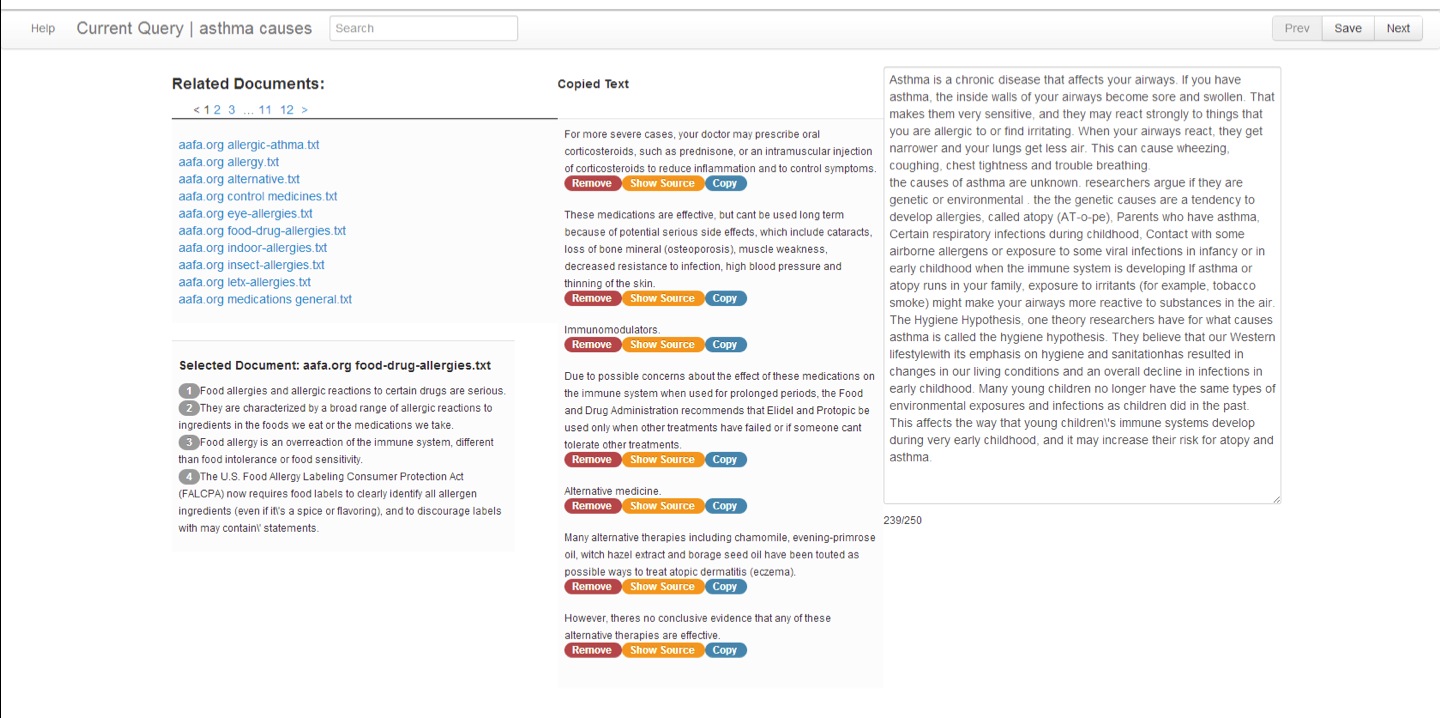 Help
Current Query | asthma causes
Search
Prev
Save
Next
Related Documents:
< 1 2 3 ... 11 12 >
aafa.org allergic-athma.txt
aafa.org allergy.txt
aafa.org alternative.txt
aafa.org control medicines.txt
aafa.org eye-allergies.txt
aafa.org food-drug-allergies.txt
aafa.org indoor-allergies.txt
aafa.org insect-allergies.txt
aafa.org letx-allergies.txt
aafa.org medications general.txt
Selected Document: aafa.org food-drug-allergies.txt
1 Food allergies and allergic reactions to certain drugs are serious.
2 They are characterized by a broad range of allergic reactions to
ingredients in the foods we eat or the medications we take.
3 Food allergy is an overreaction of the immune system, different
than food intolerance or food sensitivity.
4 The U.S. Food Allergy Labeling Consumer Protection Act
(FALCPA) now requires food labels to clearly identify all allergen
ingredients (even if it\'s a spice or flavoring), and to discourage labels
with may contain\' statements.
Copied Text
For more severe cases, your doctor may prescribe oral
corticosteroids, such as prednisone, or an intramuscular injection
of corticosteroids to reduce inflammation and to control symptoms.
Remove Show Source Copy
These medications are effective, but cant be used long term
because of potential serious side effects, which include cataracts,
loss of bone mineral (osteoporosis), muscle weakness,
decreased resistance to infection, high blood pressure and
thinning of the skin.
Remove Show Source Copy
Immunomodulators.
Remove Show Source Copy
Due to possible concerns about the effect of these medications on
the immune system when used for prolonged periods, the Food
and Drug Administration recommends that Elidel and Protopic be
used only when other treatments have failed or if someone cant
tolerate other treatments.
Remove Show Source Copy
Alternative medicine.
Remove Show Source Copy
Many alternative therapies including chamomile, evening-primrose
oil, witch hazel extract and borage seed oil have been touted as
possible ways to treat atopic dermatitis (eczema).
Remove Show Source Copy
However, theres no conclusive evidence that any of these
alternative therapies are effective.
Remove Show Source Copy
Asthma is a chronic disease that affects your airways. If you have
asthma, the inside walls of your airways become sore and swollen. That
makes them very sensitive, and they may react strongly to things that
you are allergic to or find irritating. When your airways react, they get
narrower and your lungs get less air. This can cause wheezing,
coughing, chest tightness and trouble breathing.
the causes of asthma are unknown. researchers argue if they are
genetic or environmental . the the genetic causes are a tendency to
develop allergies, called atopy (AT-o-pe), Parents who have asthma,
Certain respiratory infections during childhood, Contact with some
airborne allergens or exposure to some viral infections in infancy or in
early childhood when the immune system is developing If asthma or
atopy runs in your family, exposure to irritants (for example, tobacco
smoke) might make your airways more reactive to substances in the air.
The Hygiene Hypothesis, one theory researchers have for what causes
asthma is called the hygiene hypothesis. They believe that our Western
lifestylewith its emphasis on hygiene and sanitationhas resulted in
changes in our living conditions and an overall decline in infections in
early childhood. Many young children no longer have the same types of
environmental exposures and infections as children did in the past.
This affects the way that young children\'s immune systems develop
during very early childhood, and it may increase their risk for atopy and
asthma.
239/250